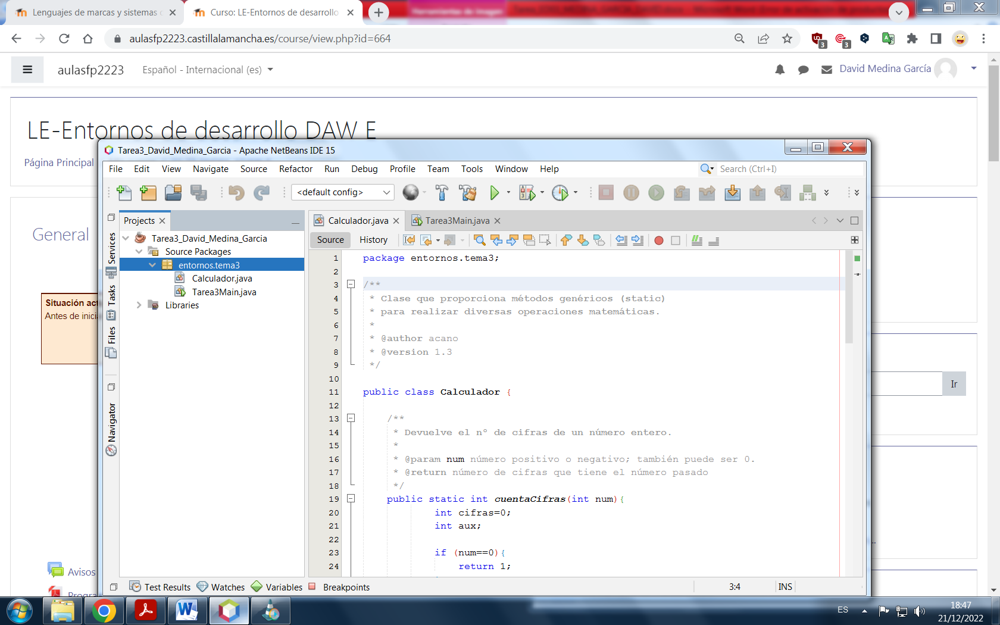 Lenguajes de marcas y sistemas
Curso: LE-Entornos de desarrollo
aulasfp2223.castillalamancha.es/course/view.php?id=664
3
3
aulasfp2223
Español - Internacional (es)
David Medina García
LE-Entornos de desarrollo DAW E
Página Principal
General
Situación
Antes de
Ir
Avisos
Tarea3_David_Medina_Garcia - Apache NetBeans IDE 15
File Edit View Navigate Source Refactor Run Debug Profile Team Tools Window Help
Search (Ctrl+I)
<default config>
Projects
Calculador.java
Tarea3Main.java
Source History
Services
Tasks
Files
Navigator
Tarea3_David_Medina_Garcia
Source Packages
entornos.tema3
Calculador.java
Tarea3Main.java
Libraries
1 package entornos.tema3;
2
3 /**
4 * Clase que proporciona métodos genéricos (static)
5 * para realizar diversas operaciones matemáticas.
6 *
7 * @author acano
8 * @version 1.3
9 */
10
11 public class Calculador {
12
13 /**
14 * Devuelve el nº de cifras de un número entero.
15 *
16 * @param num número positivo o negativo; también puede ser 0.
17 * @return número de cifras que tiene el número pasado
18 */
19 public static int cuentaCifras(int num){
20 int cifras=0;
21 int aux;
22
23 if (num==0){
24 return 1;
Test Results Watches Variables Breakpoints
3:4
INS
ES
18:47
21/12/2022